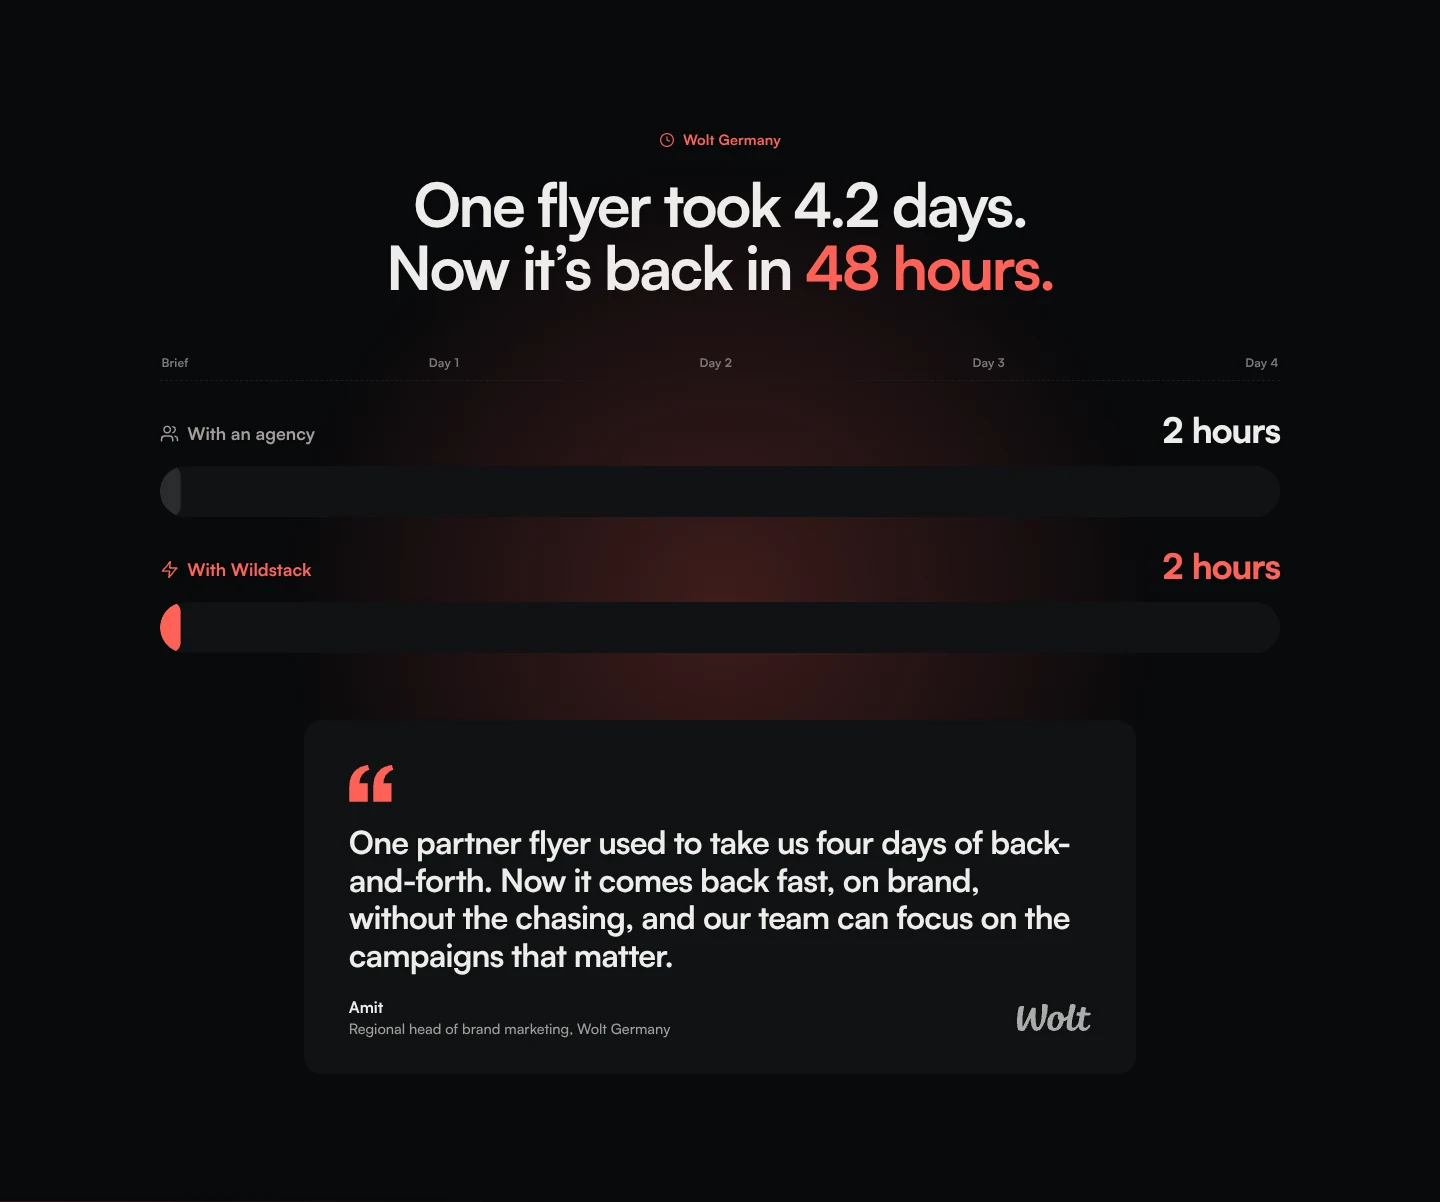 Wolt Germany
One flyer took 4.2 days.
Now it’s back in 48 hours.
Brief Day 1 Day 2 Day 3 Day 4
With an agency 2 hours
With Wildstack 2 hours
“
One partner flyer used to take us four days of back-
and-forth. Now it comes back fast, on brand,
without the chasing, and our team can focus on the
campaigns that matter.
Amit
Regional head of brand marketing, Wolt Germany
Wolt